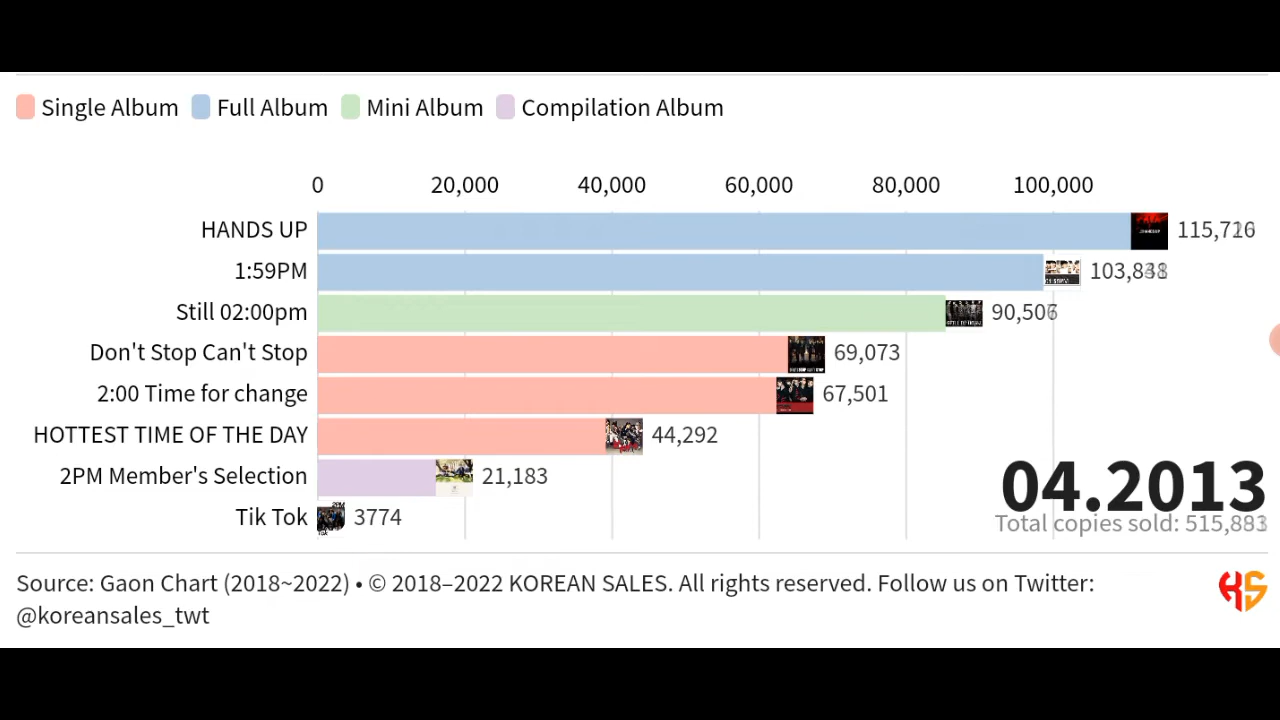 Single Album Full Album Mini Album Compilation Album
0 20,000 40,000 60,000 80,000 100,000
HANDS UP
1:59PM
Still 02:00pm 90,506
Don't Stop Can't Stop 69,073
2:00 Time for change 67,501
HOTTEST TIME OF THE DAY 44,292
2PM Member's Selection 21,183
Tik Tok 3774
04.2013
Total copies sold:
Source: Gaon Chart (2018~2022) • © 2018–2022 KOREAN SALES. All rights reserved. Follow us on Twitter:
@koreansales_twt
KS